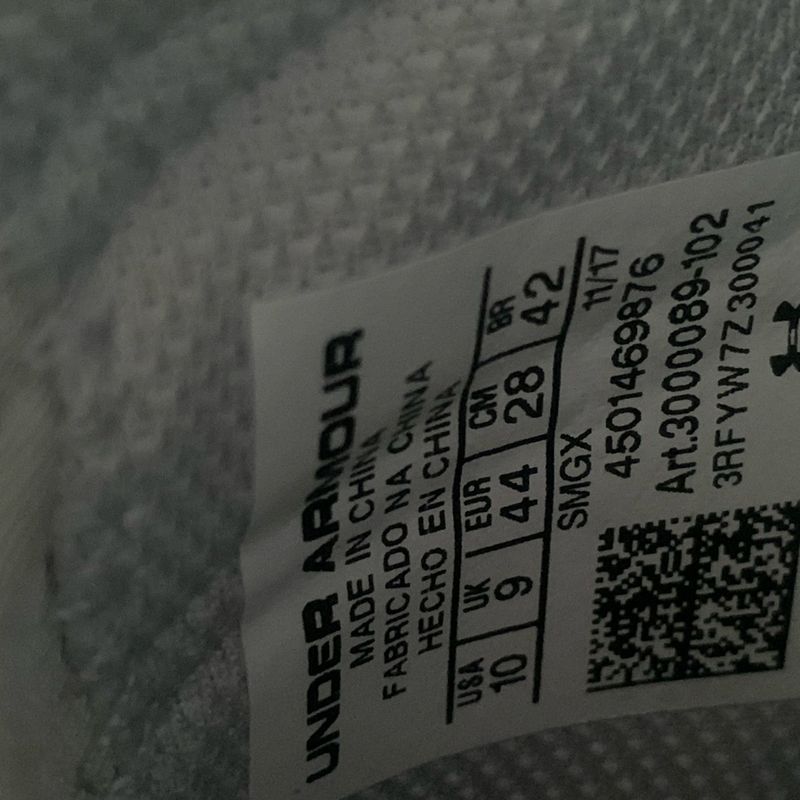 UNDER ARMOUR
MADE IN CHINA
FABRICADO NA CHINA
HECHO EN CHINA
USA UK EUR CM BR
10 9 44 28 42
SMGX 11/17
4501469876
Art.3000089-102
3RFYW7Z300041